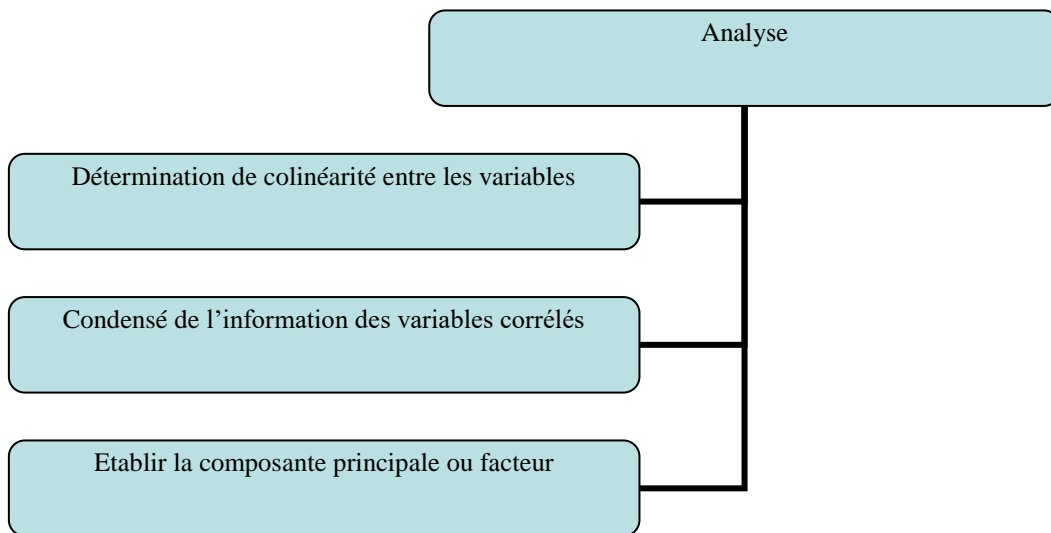 Analyse
Détermination de colinéarité entre les variables
Condensé de l’information des variables corrélés
Etablir la composante principale ou facteur